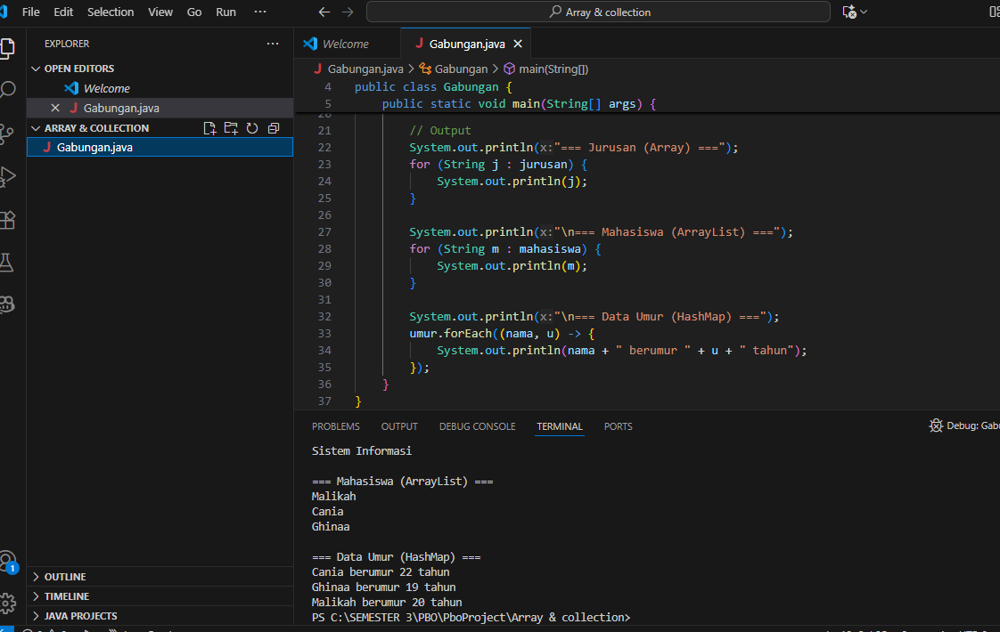 File Edit Selection View Go Run ···
Array & collection
EXPLORER ···
OPEN EDITORS
Welcome
Gabungan.java
ARRAY & COLLECTION
Gabungan.java
OUTLINE
TIMELINE
JAVA PROJECTS
1
Welcome Gabungan.java
Gabungan.java > Gabungan > main(String[])
4 public class Gabungan {
5 public static void main(String[] args) {
20
21 // Output
22 System.out.println(x:"=== Jurusan (Array) ===");
23 for (String j : jurusan) {
24 System.out.println(j);
25 }
26
27 System.out.println(x:"\n=== Mahasiswa (ArrayList) ===");
28 for (String m : mahasiswa) {
29 System.out.println(m);
30 }
31
32 System.out.println(x:"\n=== Data Umur (HashMap) ===");
33 umur.forEach((nama, u) -> {
34 System.out.println(nama + " berumur " + u + " tahun");
35 });
36 }
37 }
PROBLEMS OUTPUT DEBUG CONSOLE TERMINAL PORTS
Debug: Gabu
Sistem Informasi
=== Mahasiswa (ArrayList) ===
Malikah
Cania
Ghinaa
=== Data Umur (HashMap) ===
Cania berumur 22 tahun
Ghinaa berumur 19 tahun
Malikah berumur 20 tahun
PS C:\SEMESTER 3\PBO\PboProject\Array & collection>